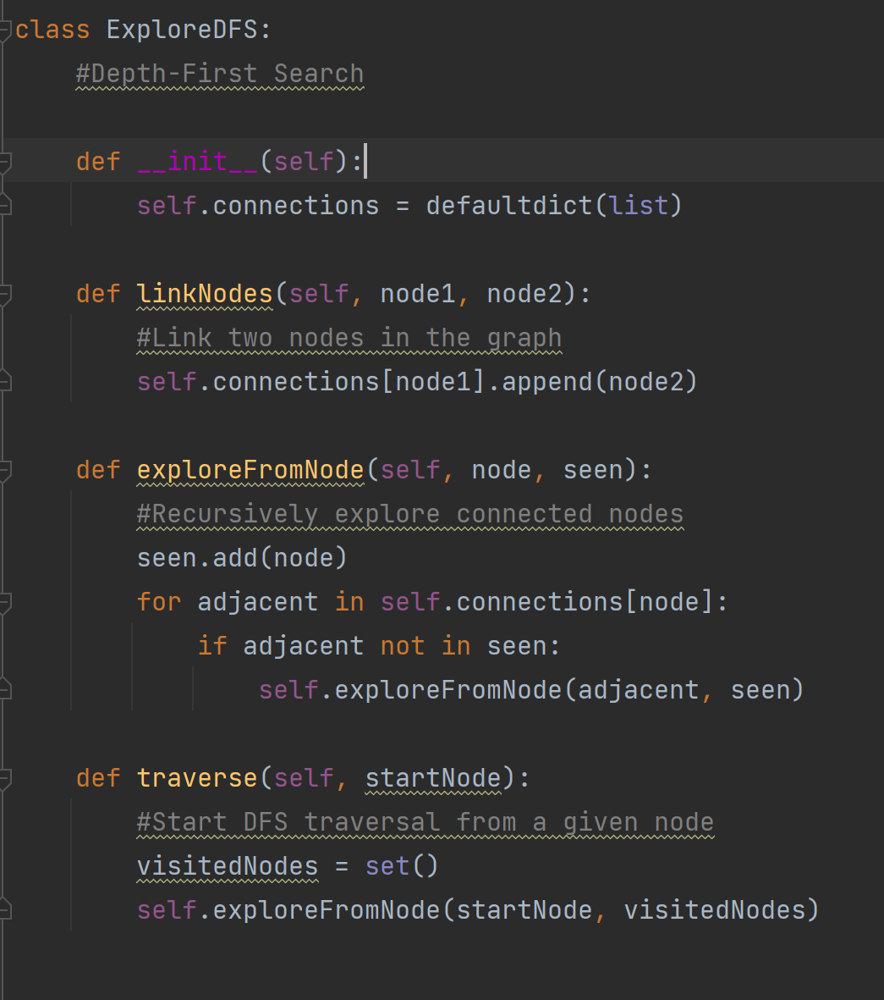 class ExploreDFS:
    #Depth-First Search

    def __init__(self):
        self.connections = defaultdict(list)

    def linkNodes(self, node1, node2):
        #Link two nodes in the graph
        self.connections[node1].append(node2)

    def exploreFromNode(self, node, seen):
        #Recursively explore connected nodes
        seen.add(node)
        for adjacent in self.connections[node]:
            if adjacent not in seen:
                self.exploreFromNode(adjacent, seen)

    def traverse(self, startNode):
        #Start DFS traversal from a given node
        visitedNodes = set()
        self.exploreFromNode(startNode, visitedNodes)